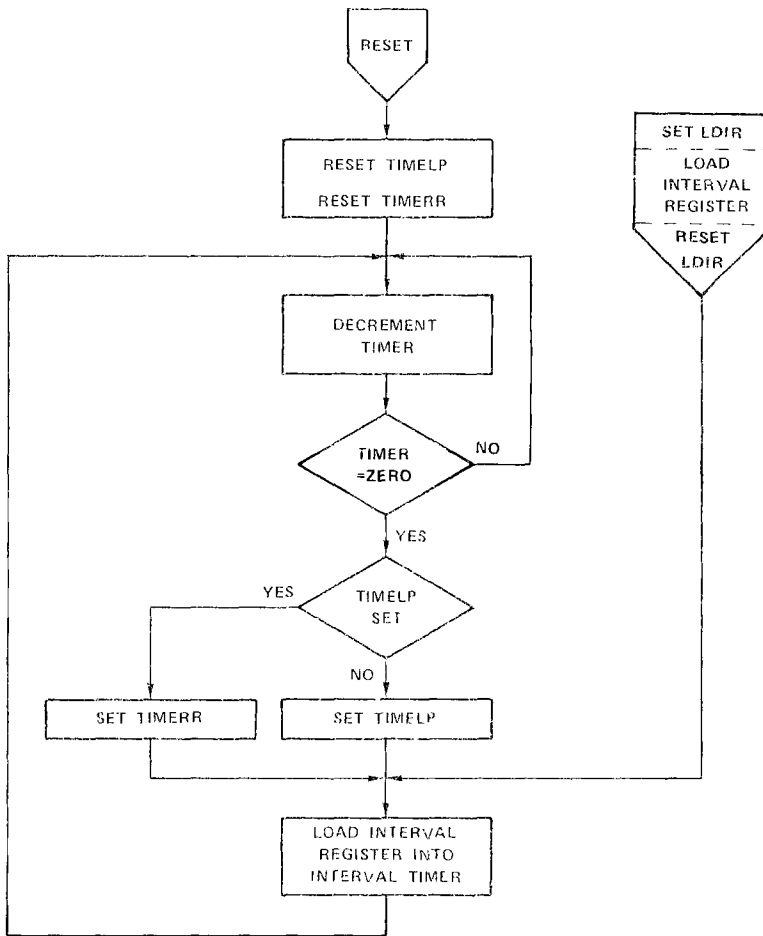 RESET
RESET TIMELP
RESET TIMERR
SET LDIR
LOAD
INTERVAL
REGISTER
RESET
LDIR
DECREMENT
TIMER
TIMER
=ZERO
NO
YES
TIMELP
SET
YES
NO
SET TIMERR
SET TIMELP
LOAD INTERVAL
REGISTER INTO
INTERVAL TIMER